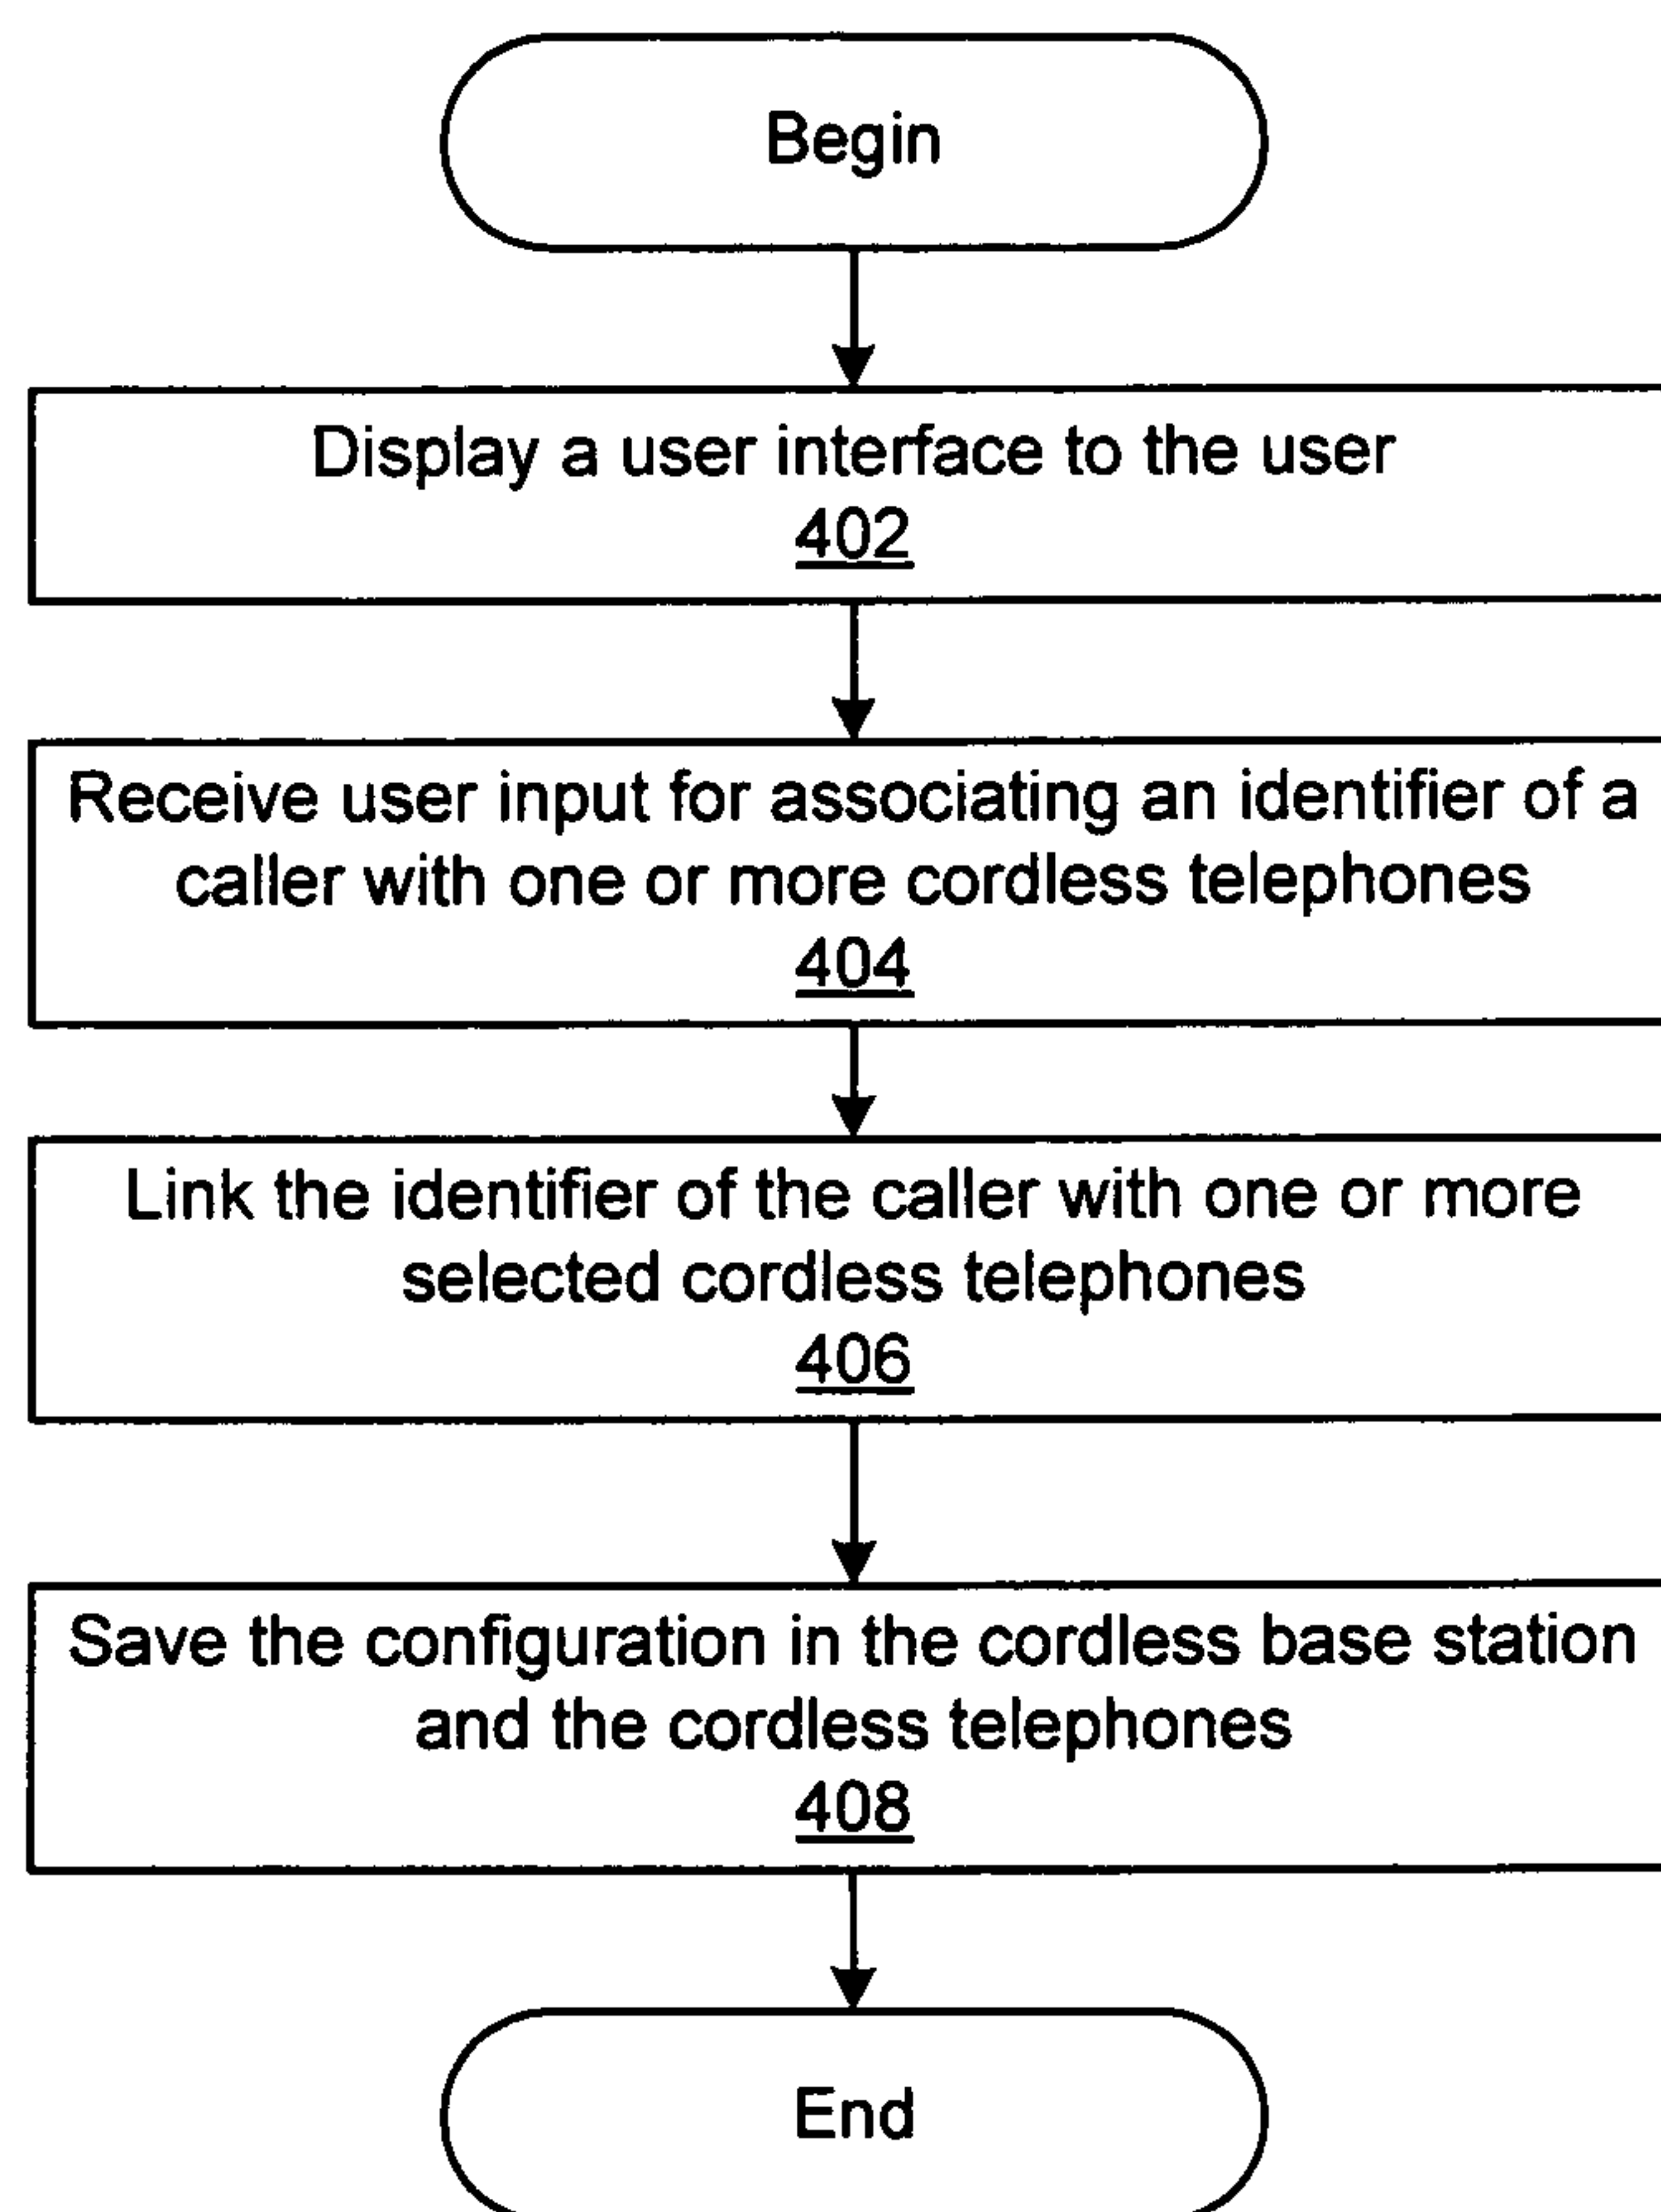 Begin
Display a user interface to the user
402
Receive user input for associating an identifier of a
caller with one or more cordless telephones
404
Link the identifier of the caller with one or more
selected cordless telephones
406
Save the configuration in the cordless base station
and the cordless telephones
408
End